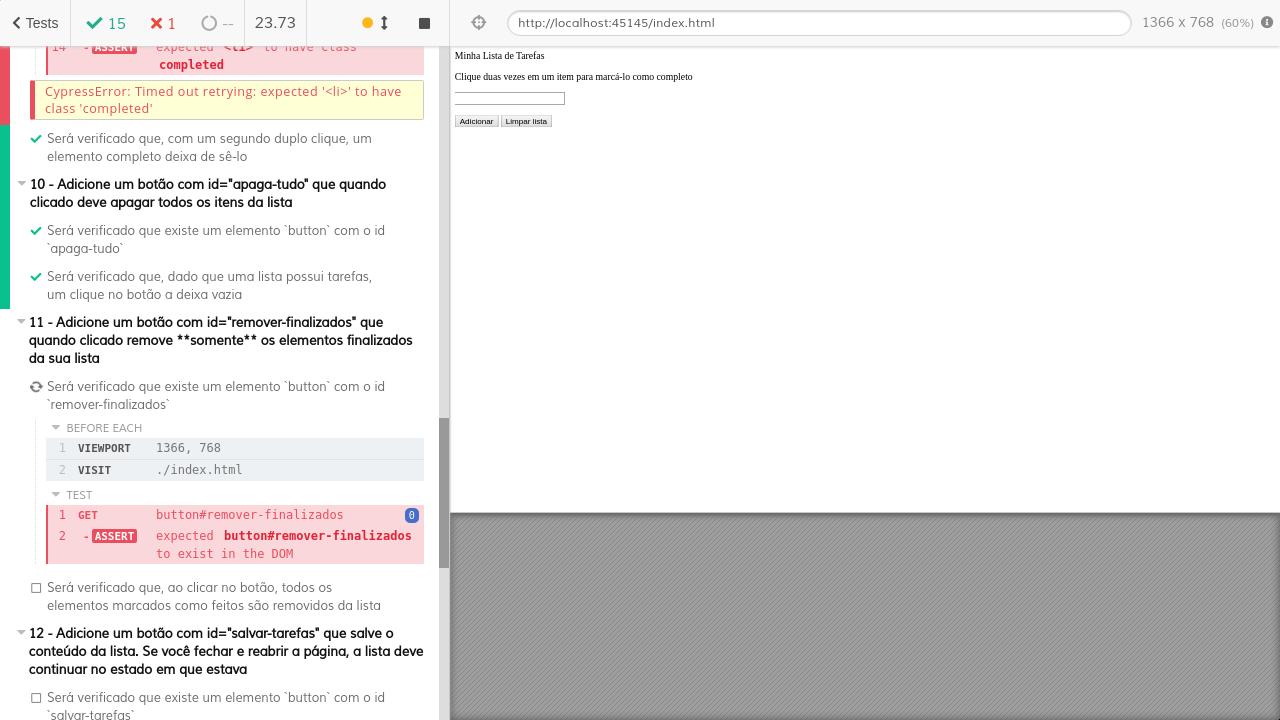 Tests
15
1
--
23.73
http://localhost:45145/index.html
1366 x 768 (60%)
14 - ASSERT expected <li> to have class
completed
CypressError: Timed out retrying: expected '<li>' to have
class 'completed'
Será verificado que, com um segundo duplo clique, um
elemento completo deixa de sê-lo
10 - Adicione um botão com id="apaga-tudo" que quando
clicado deve apagar todos os itens da lista
Será verificado que existe um elemento `button` com o id
`apaga-tudo`
Será verificado que, dado que uma lista possui tarefas,
um clique no botão a deixa vazia
11 - Adicione um botão com id="remover-finalizados" que
quando clicado remove **somente** os elementos finalizados
da sua lista
Será verificado que existe um elemento `button` com o id
`remover-finalizados`
BEFORE EACH
1 VIEWPORT 1366, 768
2 VISIT ./index.html
TEST
1 GET button#remover-finalizados 0
2 - ASSERT expected button#remover-finalizados
to exist in the DOM
Será verificado que, ao clicar no botão, todos os
elementos marcados como feitos são removidos da lista
12 - Adicione um botão com id="salvar-tarefas" que salve o
conteúdo da lista. Se você fechar e reabrir a página, a lista deve
continuar no estado em que estava
Será verificado que existe um elemento `button` com o id
`salvar-tarefas`
Minha Lista de Tarefas
Clique duas vezes em um item para marcá-lo como completo
Adicionar Limpar lista